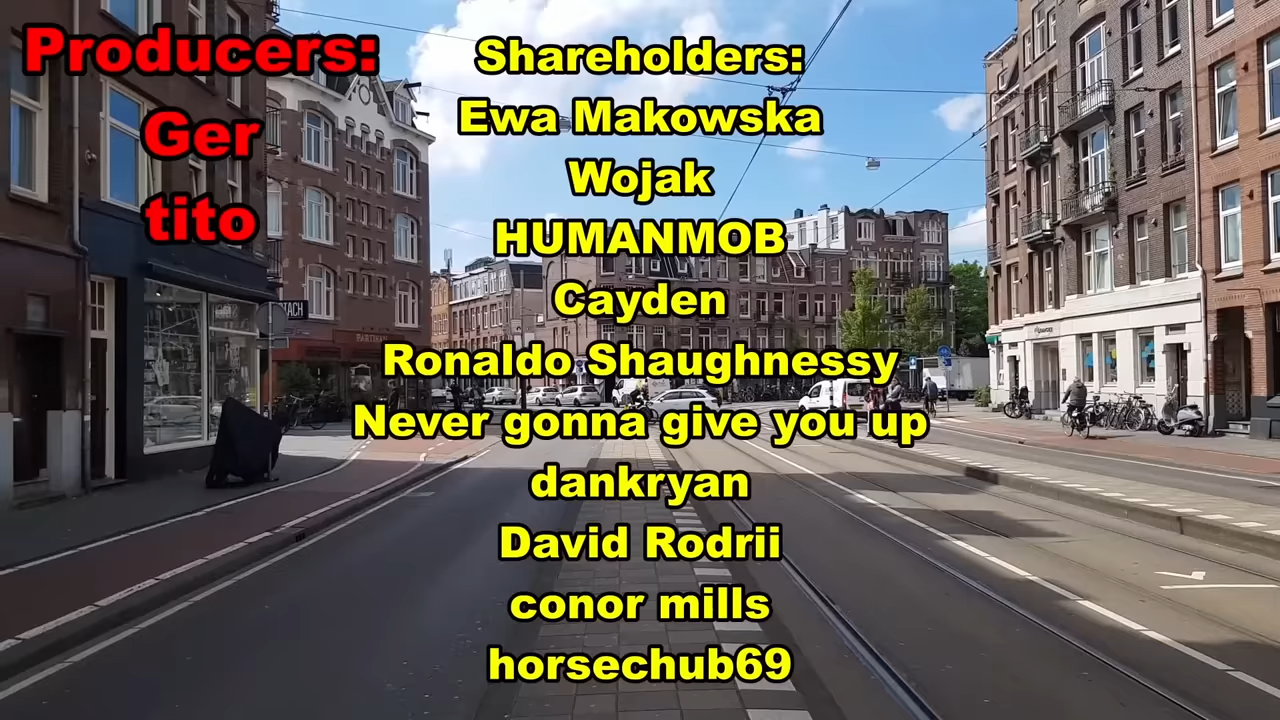 Producers:
Ger
tito
Shareholders:
Ewa Makowska
Wojak
HUMANMOB
Cayden
Ronaldo Shaughnessy
Never gonna give you up
dankryan
David Rodrii
conor mills
horsechub69